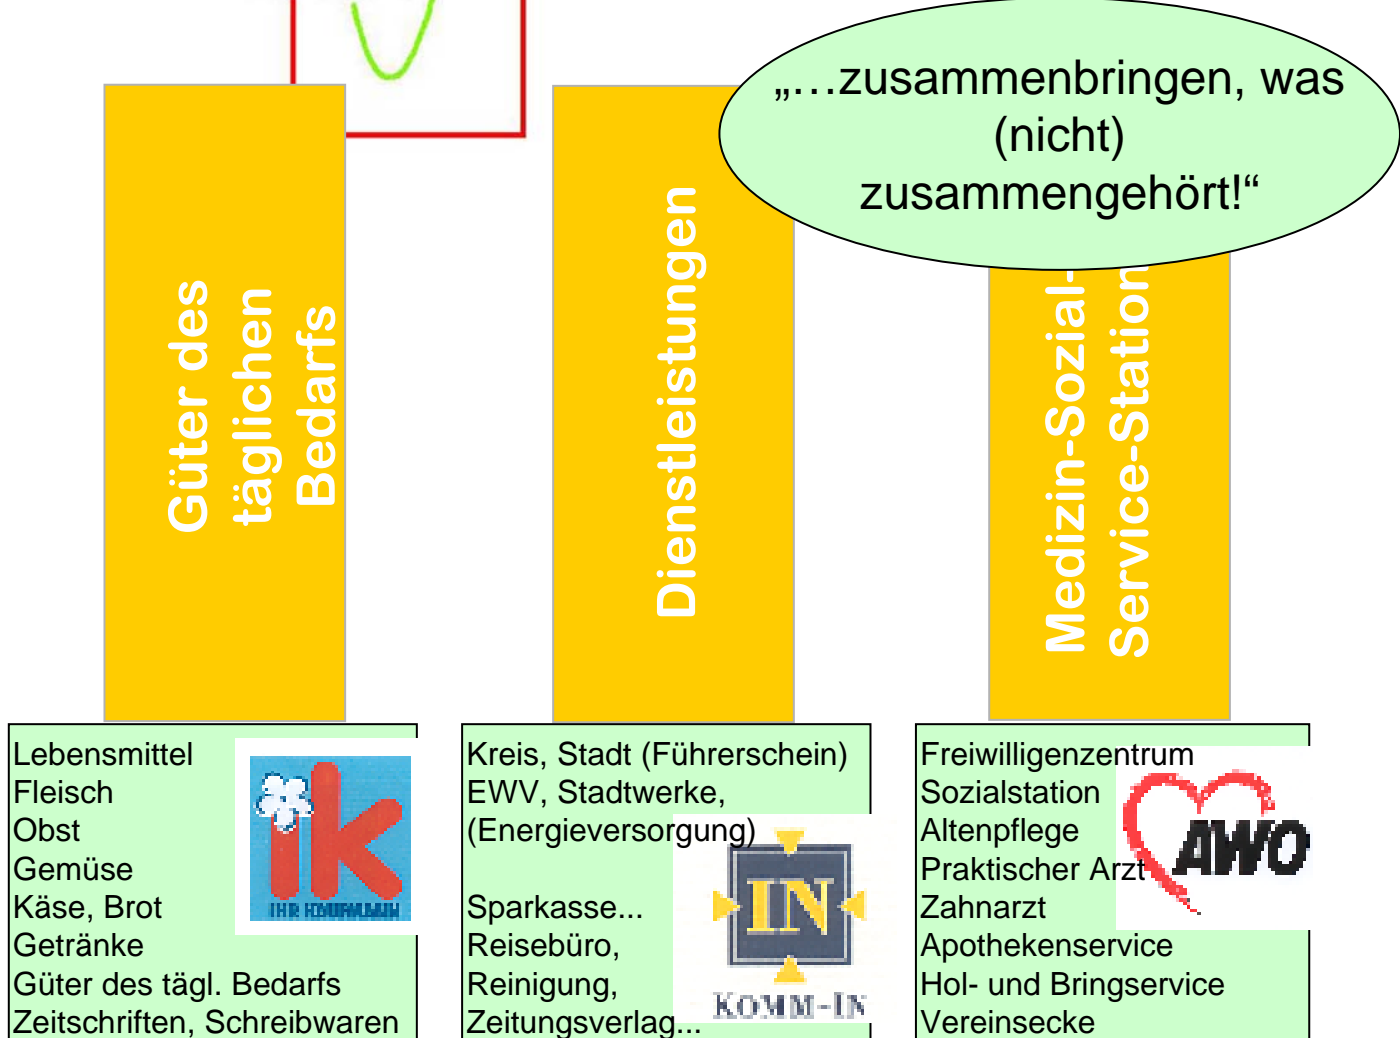 „…zusammenbringen, was
(nicht)
zusammengehört!“
Güter des
täglichen
Bedarfs
Dienstleistungen
Medizin-Sozial-
Service-Station
Lebensmittel
Fleisch
Obst
Gemüse
Käse, Brot
Getränke
Güter des tägl. Bedarfs
Zeitschriften, Schreibwaren
ik
IHR KAUFMANN
Kreis, Stadt (Führerschein)
EWV, Stadtwerke,
(Energieversorgung)
Sparkasse...
Reisebüro,
Reinigung,
Zeitungsverlag...
IN
KOMM-IN
Freiwilligenzentrum
Sozialstation
Altenpflege
Praktischer Arzt
Zahnarzt
Apothekenservice
Hol- und Bringservice
Vereinsecke
AWO